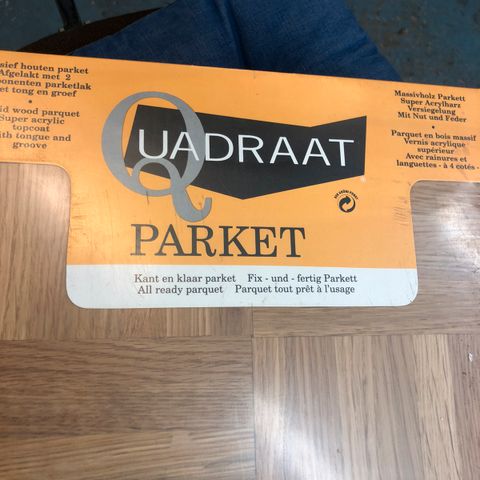 sief houten parket
Afgelakt met 2
onenten parketlak
et tong en groef
•
id wood parquet
Super acrylic
topcoat
th tongue and
groove
QUADRAAT
PARKET
Kant en klaar parket Fix - und - fertig Parkett
All ready parquet Parquet tout prêt à l'usage
Massivholz Parkett
Super Acrylharz
Versiegelung
Mit Nut und Feder
•
Parquet en bois massif
Vernis acrylique
supérieur
Avec rainures et
languettes - à 4 cotés -